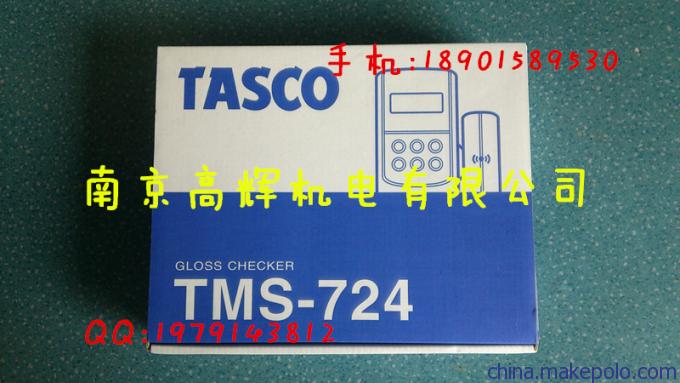 手机:18901589530
TASCO
南京高辉机电有限公司
GLOSS CHECKER
TMS-724
QQ:1979143812
china.makepolo.com